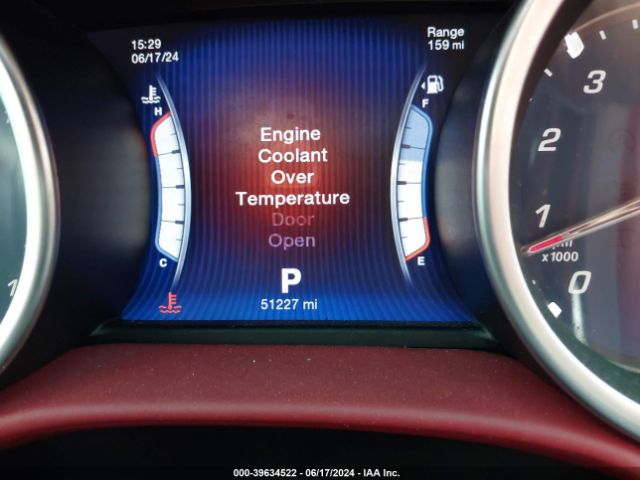 15:29
06/17/24
Range
159 mi
H
F
Engine
Coolant
Over
Temperature
Door
Open
C
E
P
51227 mi
1
3
2
1
0
x1000
000-39634522 - 06/17/2024 - IAA Inc.